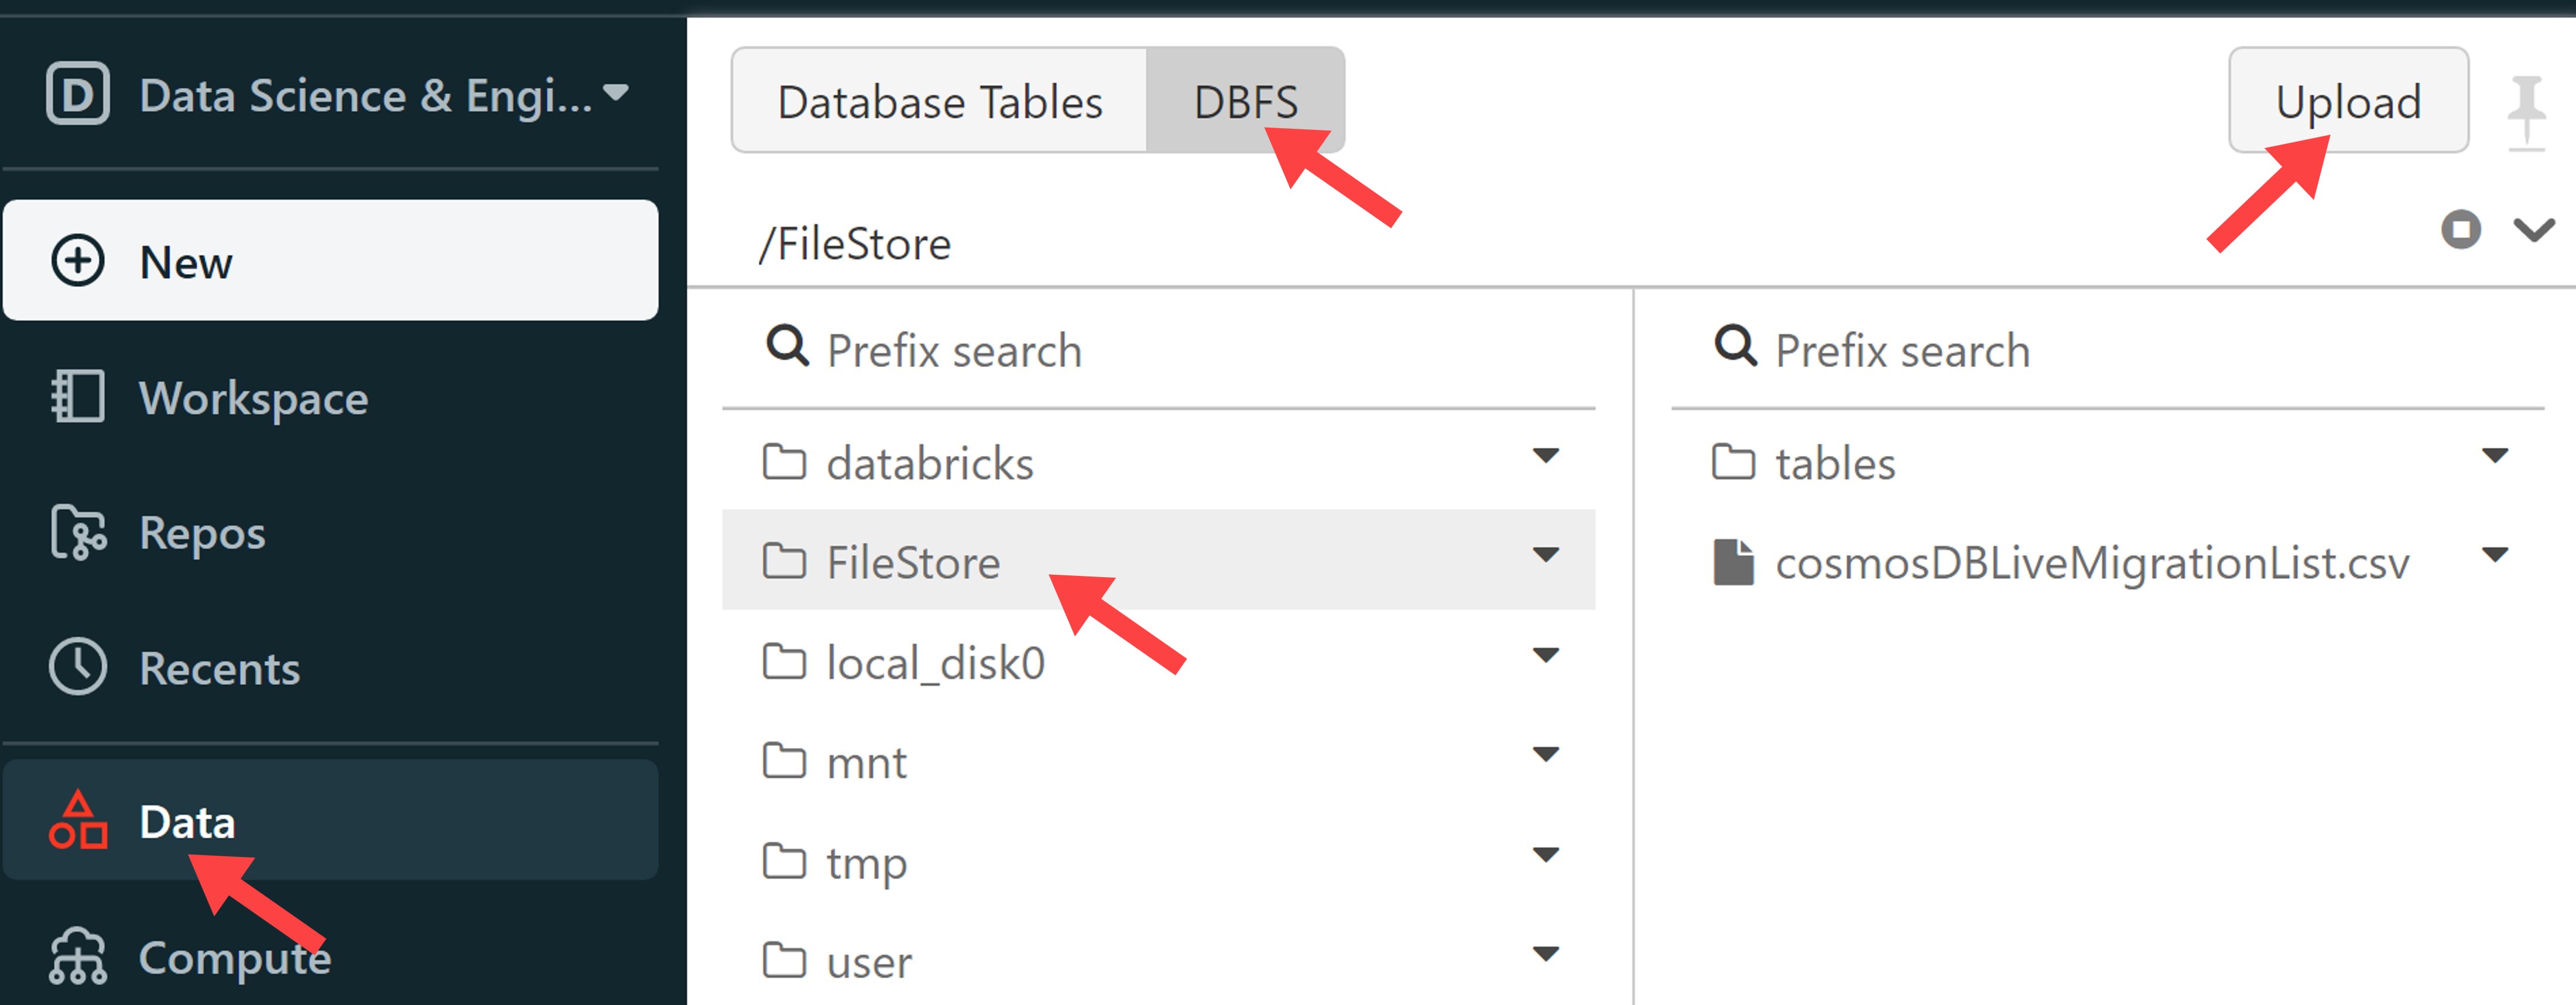 D Data Science & Engi...
New
Workspace
Repos
Recents
Data
Compute
Database Tables DBFS Upload
/FileStore
Prefix search
databricks
FileStore
local_disk0
mnt
tmp
user
Prefix search
tables
cosmosDBLiveMigrationList.csv